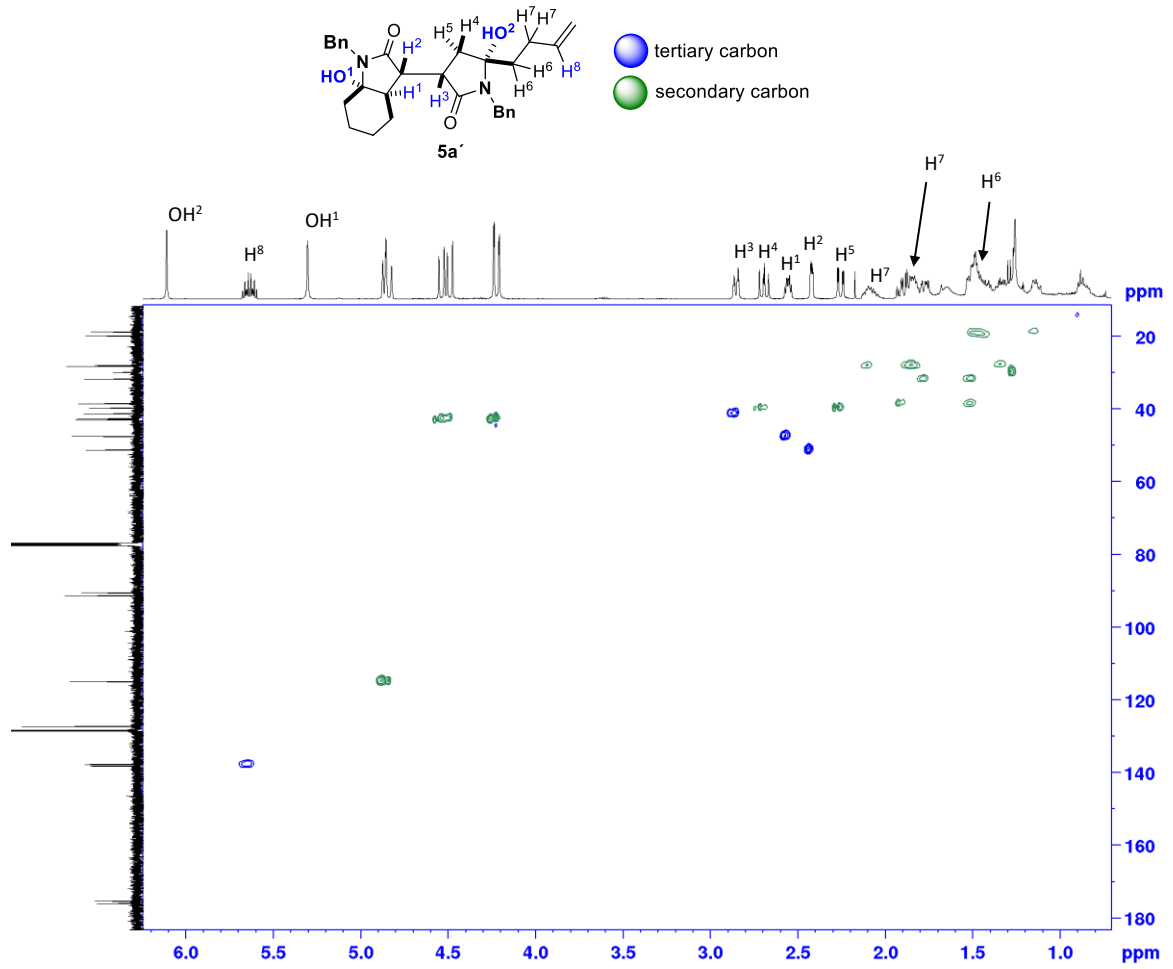 H⁷ H⁷
H⁵ H⁴
HO²
O
Bn
H²
N
HO¹
H¹
H³
H⁶
H⁶
H⁸
N
O
Bn
5a´
tertiary carbon
secondary carbon
H⁷
H⁶
OH²
H⁸
OH¹
H³
H⁴
H¹
H²
H⁵
H⁷
ppm
20
40
60
80
100
120
140
160
180
6.0 5.0 4.5 4.0 3.5 3.0 2.5 2.0 1.5 1.0 ppm